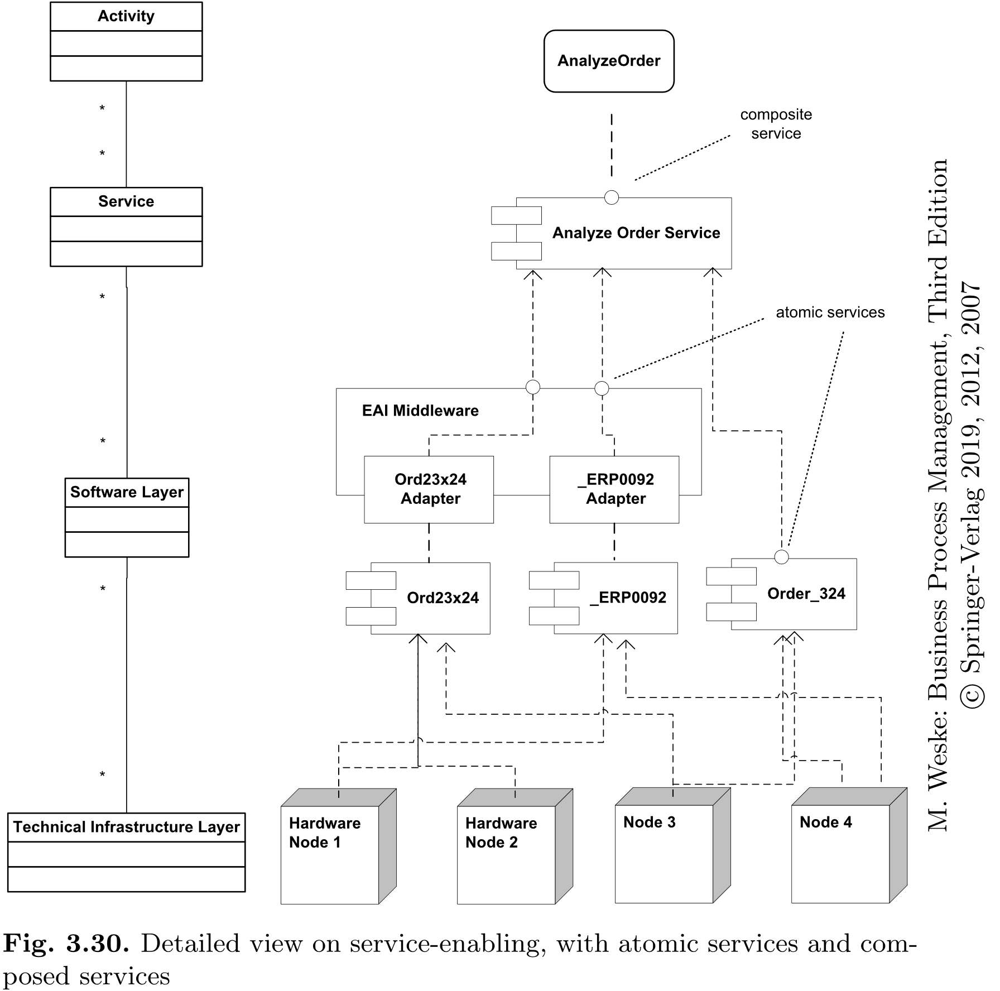 Activity
*
*
Service
*
*
Software Layer
*
*
Technical Infrastructure Layer
AnalyzeOrder
composite
service
Analyze Order Service
atomic services
EAI Middleware
Ord23x24
Adapter
_ERP0092
Adapter
Ord23x24
_ERP0092
Order_324
Hardware
Node 1
Hardware
Node 2
Node 3
Node 4
M. Weske: Business Process Management, Third Edition
© Springer-Verlag 2019, 2012, 2007
Fig. 3.30. Detailed view on service-enabling, with atomic services and com-
posed services